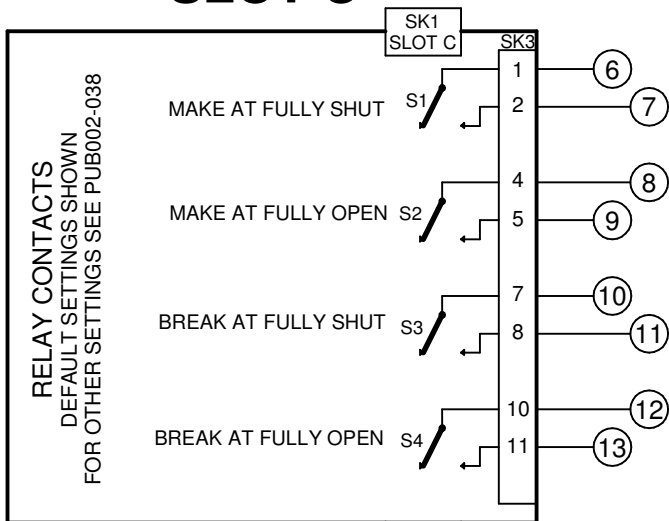 SK1
SLOT C
SK3
RELAY CONTACTS
DEFAULT SETTINGS SHOWN
FOR OTHER SETTINGS SEE PUB002-038
MAKE AT FULLY SHUT S1 1 6
2 7
MAKE AT FULLY OPEN S2 4 8
5 9
BREAK AT FULLY SHUT S3 7 10
8 11
BREAK AT FULLY OPEN S4 10 12
11 13